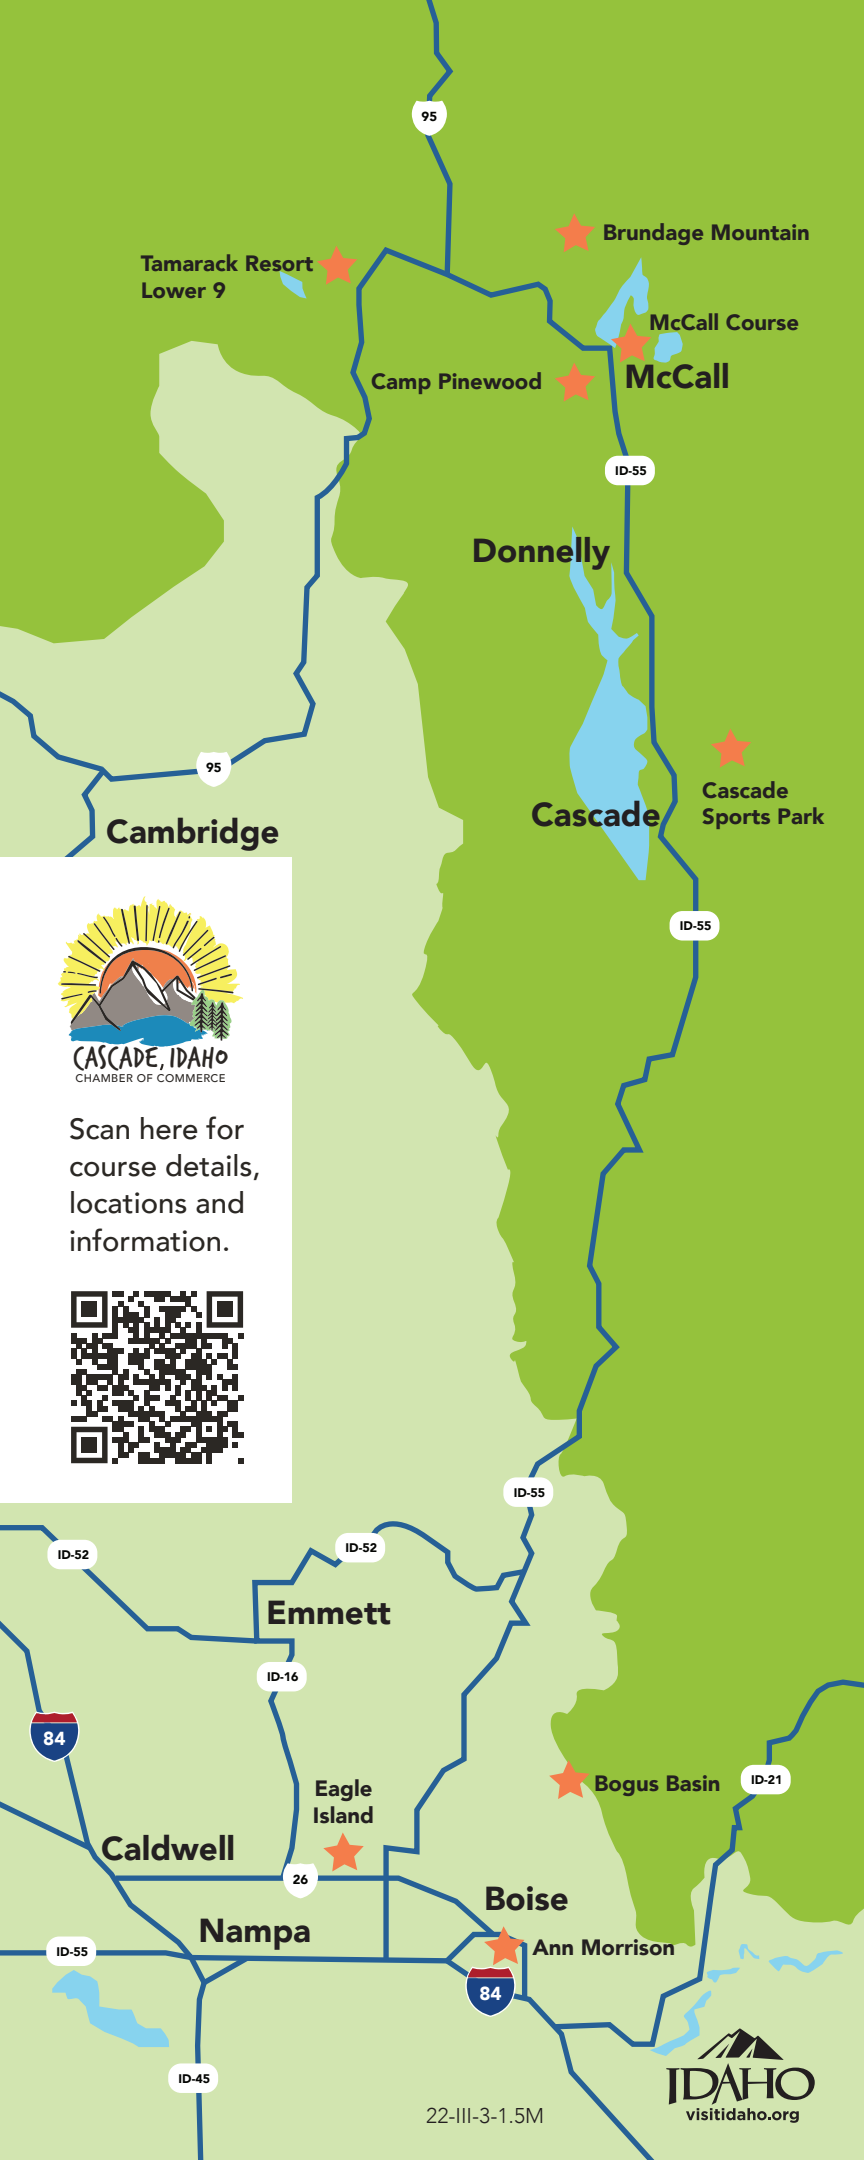 95
Brundage Mountain
Tamarack Resort
Lower 9
McCall Course
McCall
Camp Pinewood
ID-55
Donnelly
95
Cascade
Sports Park
Cascade
Cambridge
ID-55
CASCADE, IDAHO
CHAMBER OF COMMERCE
Scan here for
course details,
locations and
information.
ID-55
ID-52
ID-52
Emmett
ID-16
84
Eagle
Island
Bogus Basin
ID-21
Caldwell
26
Boise
Nampa
Ann Morrison
ID-55
84
ID-45
IDAHO
visitidaho.org
22-III-3-1.5M